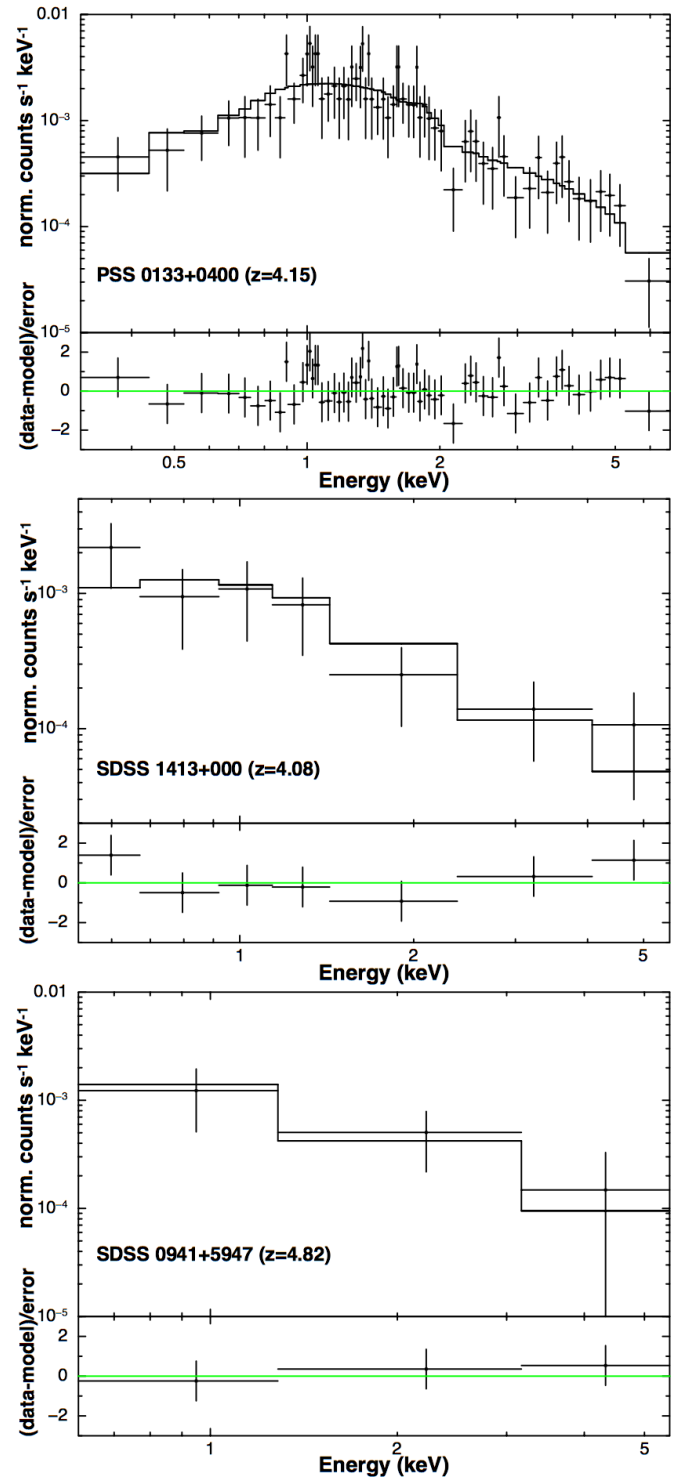 norm. counts s⁻¹ keV⁻¹
0.01
10⁻³
10⁻⁴
10⁻⁵
PSS 0133+0400 (z=4.15)
(data-model)/error
2
0
−2
0.5 1 2 5
Energy (keV)
norm. counts s⁻¹ keV⁻¹
10⁻³
10⁻⁴
SDSS 1413+000 (z=4.08)
(data-model)/error
2
0
−2
1 2 5
Energy (keV)
norm. counts s⁻¹ keV⁻¹
0.01
10⁻³
10⁻⁴
10⁻⁵
SDSS 0941+5947 (z=4.82)
(data-model)/error
2
0
−2
1 2 5
Energy (keV)